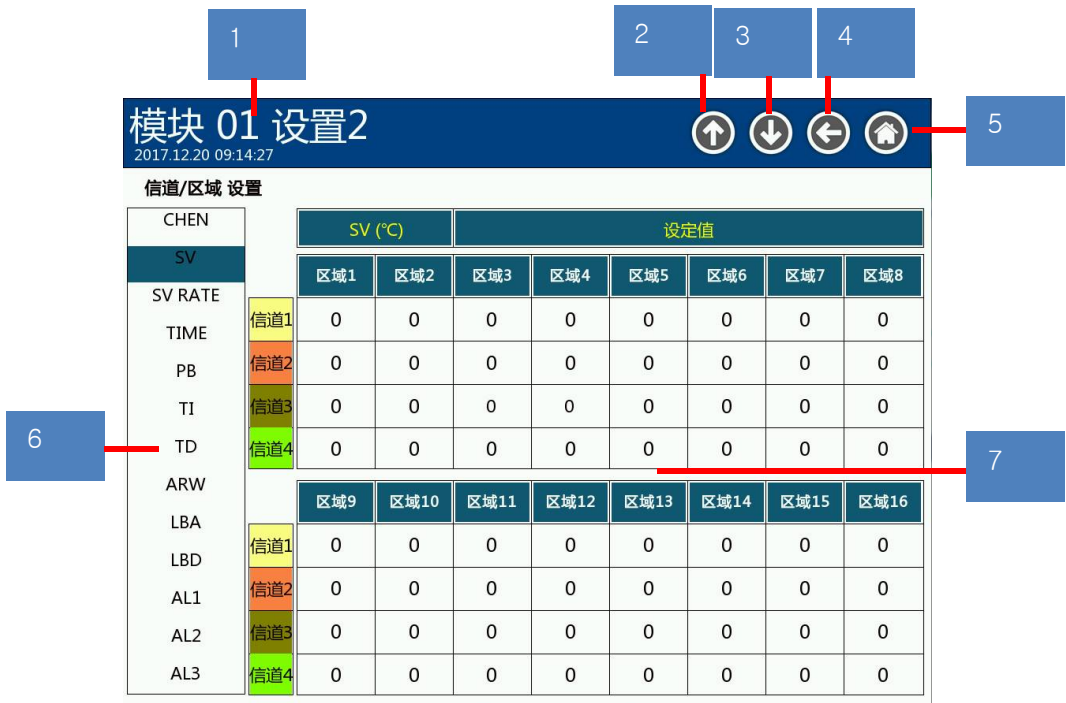 1
2
3
4
5
模块 01 设置2
2017.12.20 09:14:27
信道/区域 设置
CHEN
SV
SV RATE
TIME
PB
TI
TD
ARW
LBA
LBD
AL1
AL2
AL3
6
SV (℃) 设定值
区域1 区域2 区域3 区域4 区域5 区域6 区域7 区域8
信道1 0 0 0 0 0 0 0 0
信道2 0 0 0 0 0 0 0 0
信道3 0 0 0 0 0 0 0 0
信道4 0 0 0 0 0 0 0 0
7
区域9 区域10 区域11 区域12 区域13 区域14 区域15 区域16
信道1 0 0 0 0 0 0 0 0
信道2 0 0 0 0 0 0 0 0
信道3 0 0 0 0 0 0 0 0
信道4 0 0 0 0 0 0 0 0